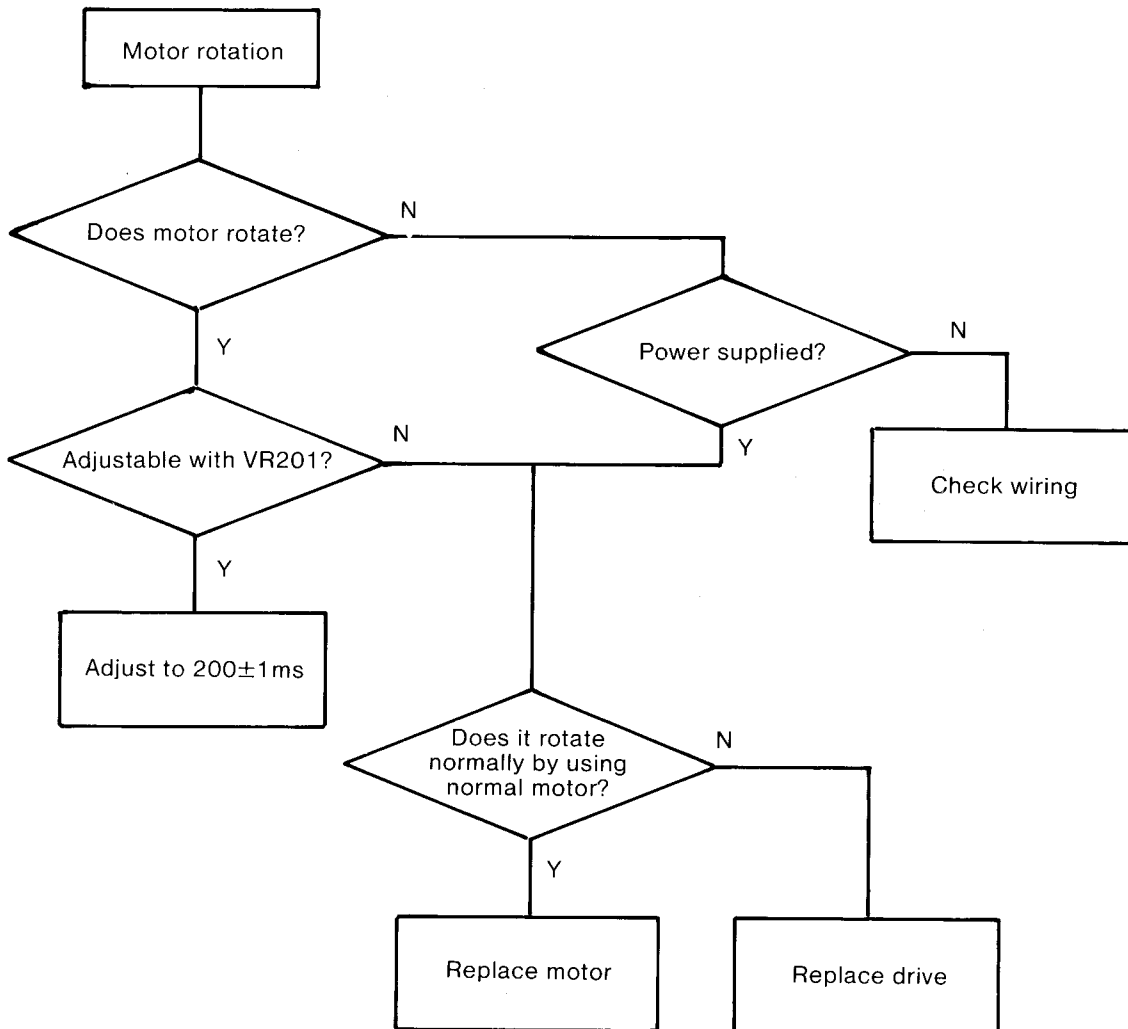 Motor rotation
Does motor rotate?
N
Y
Power supplied?
N
Y
Check wiring
Adjustable with VR201?
N
Y
Adjust to 200±1ms
Does it rotate
normally by using
normal motor?
N
Y
Replace motor
Replace drive